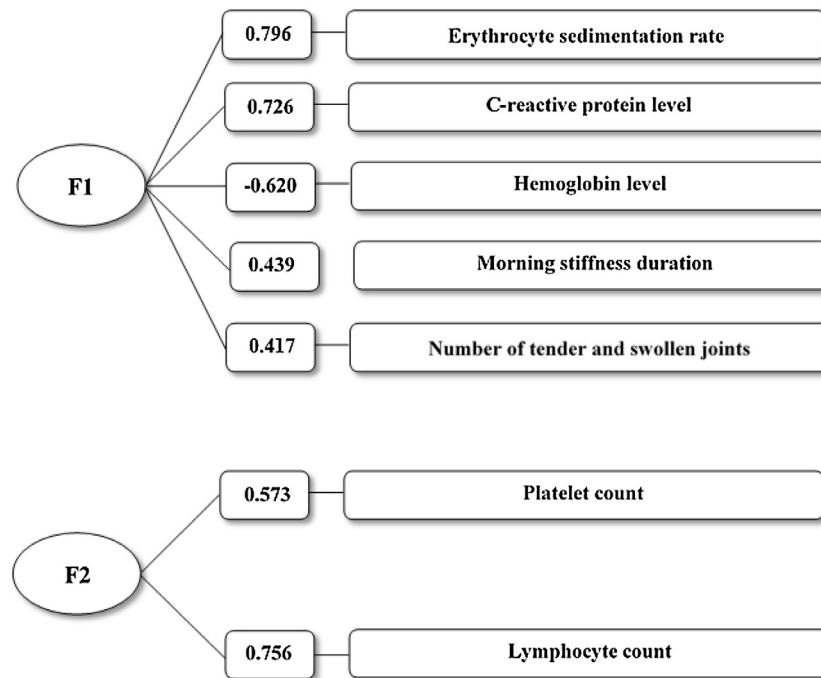 0.796 Erythrocyte sedimentation rate
0.726 C-reactive protein level
F1 -0.620 Hemoglobin level
0.439 Morning stiffness duration
0.417 Number of tender and swollen joints
0.573 Platelet count
F2
0.756 Lymphocyte count